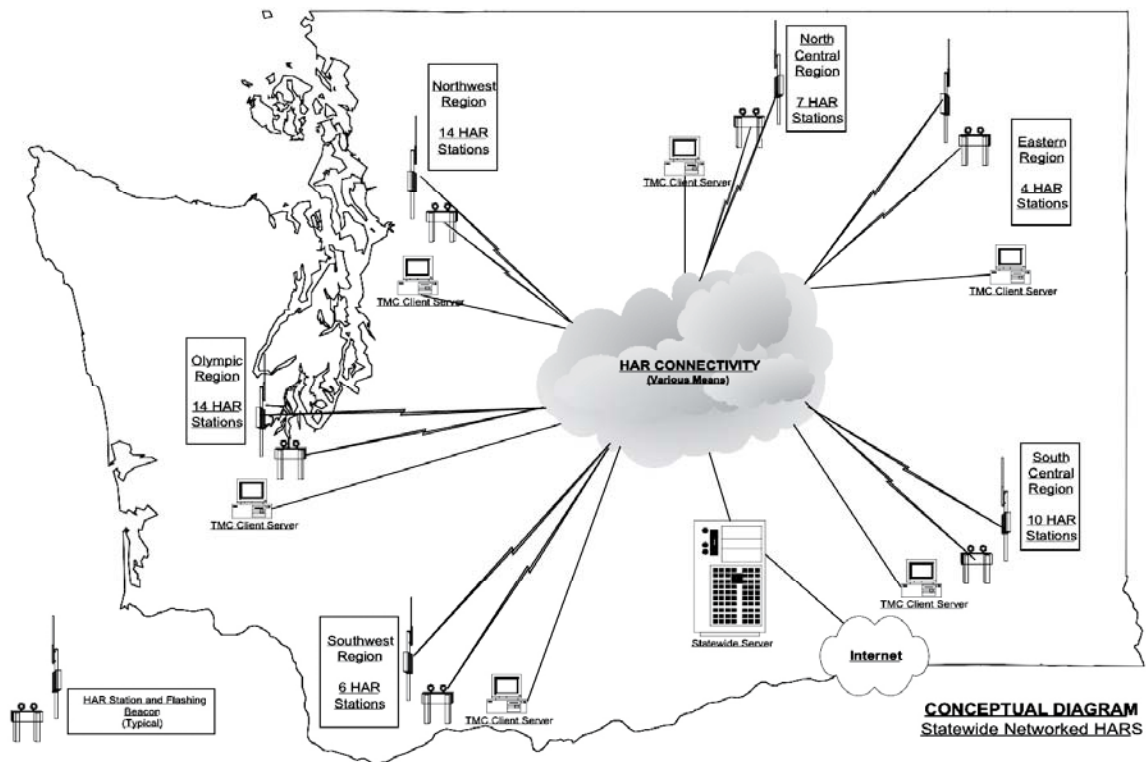 Northwest
Region
14 HAR
Stations
TMC Client Server
North
Central
Region
7 HAR
Stations
TMC Client Server
Eastern
Region
4 HAR
Stations
TMC Client Server
HAR CONNECTIVITY
(Various Means)
Olympic
Region
14 HAR
Stations
TMC Client Server
South
Central
Region
10 HAR
Stations
TMC Client Server
Southwest
Region
6 HAR
Stations
TMC Client Server
Statewide Server
Internet
HAR Station and Flashing
Beacon
(Typical)
CONCEPTUAL DIAGRAM
Statewide Networked HARS